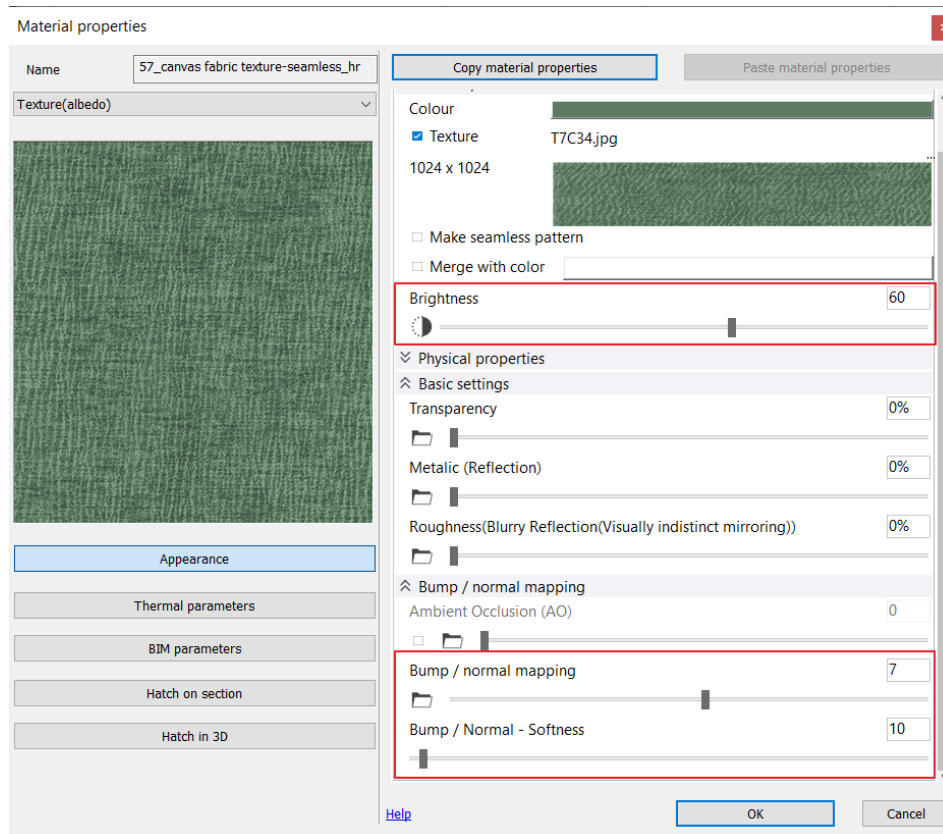 Material properties
Name
57_canvas fabric texture-seamless_hr
Texture(albedo)
Appearance
Thermal parameters
BIM parameters
Hatch on section
Hatch in 3D
Copy material properties
Paste material properties
Colour
Texture
T7C34.jpg
...
1024 x 1024
Make seamless pattern
Merge with color
Brightness
60
Physical properties
Basic settings
Transparency
0%
Metalic (Reflection)
0%
Roughness(Blurry Reflection(Visually indistinct mirroring))
0%
Bump / normal mapping
Ambient Occlusion (AO)
0
Bump / normal mapping
7
Bump / Normal - Softness
10
Help
OK
Cancel